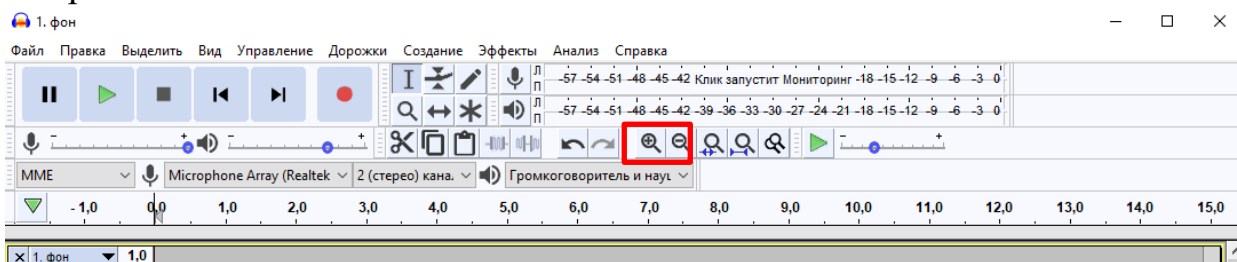 1. фон
Файл Правка Выделить Вид Управление Дорожки Создание Эффекты Анализ Справка
Л П -57 -54 -51 -48 -45 -42 Клик запустит Мониторинг -18 -15 -12 -9 -6 -3 0
Л П -57 -54 -51 -48 -45 -42 -39 -36 -33 -30 -27 -24 -21 -18 -15 -12 -9 -6 -3 0
MME Microphone Array (Realtek 2 (стерео) кана. Громкоговоритель и науц
- 1,0 0,0 1,0 2,0 3,0 4,0 5,0 6,0 7,0 8,0 9,0 10,0 11,0 12,0 13,0 14,0 15,0
1. фон 1,0